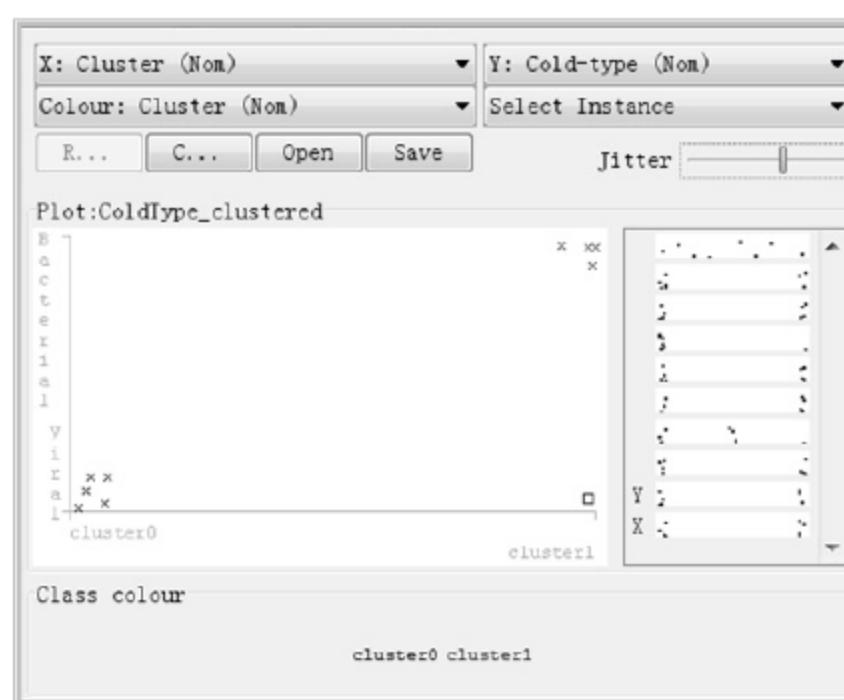 X: Cluster (Nom)
Y: Cold-type (Nom)
Colour: Cluster (Nom)
Select Instance
R...
C...
Open
Save
Jitter
Plot:ColdType_clustered
Bacterial
Viral
cluster0
cluster1
Y
X
Class colour
cluster0 cluster1